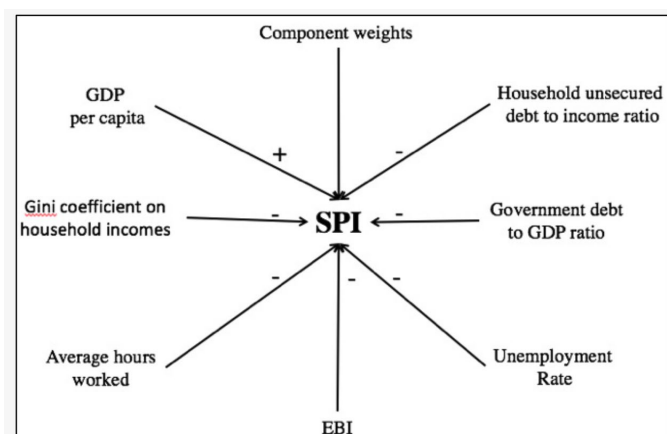 Component weights
GDP
per capita
Household unsecured
debt to income ratio
+
-
Gini coefficient on
household incomes
-
SPI
-
Government debt
to GDP ratio
-
-
-
Average hours
worked
Unemployment
Rate
EBI